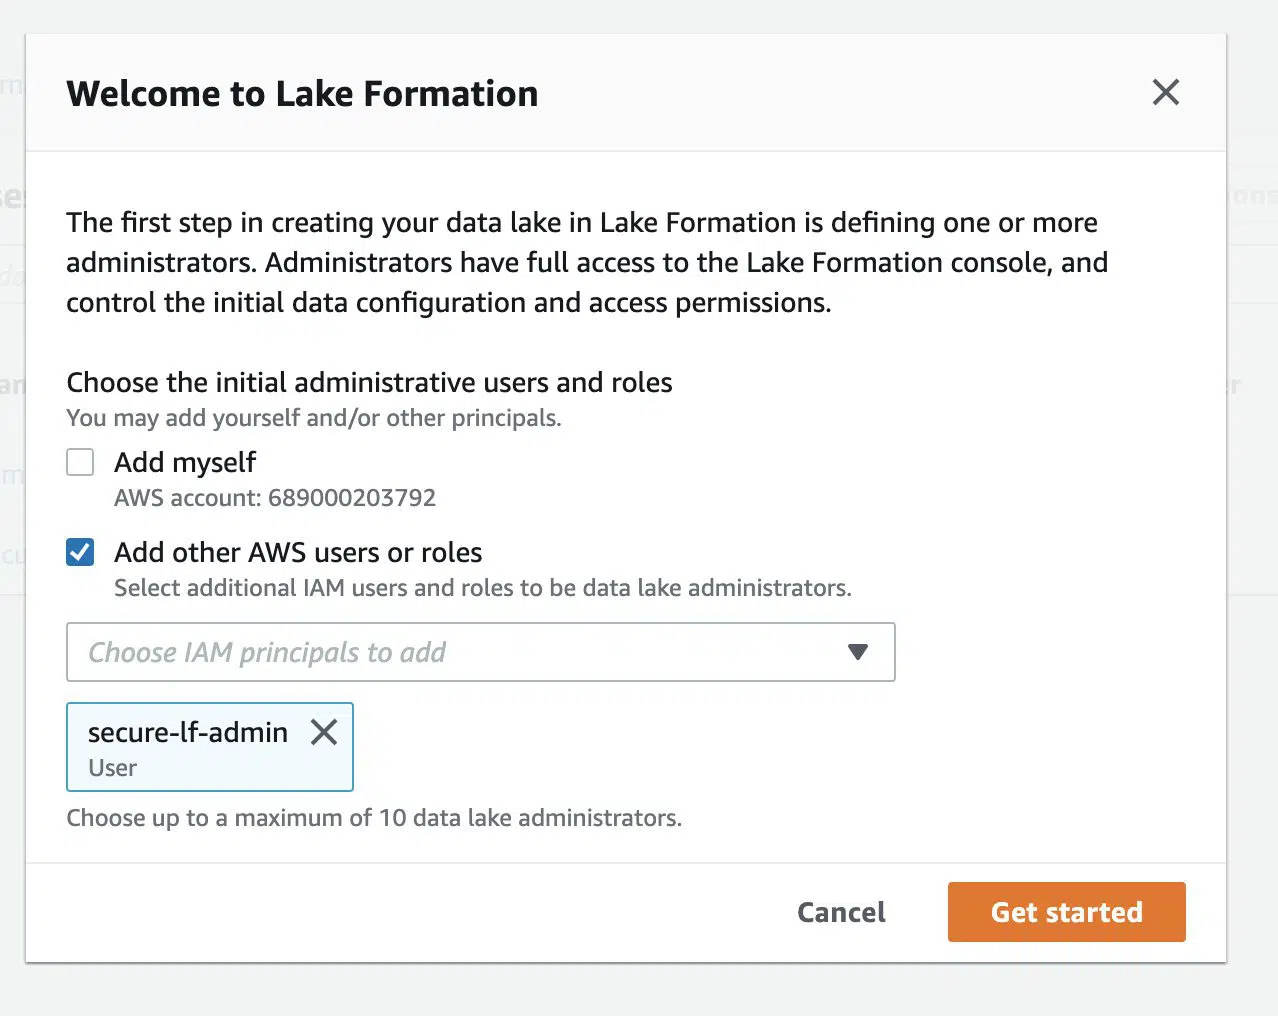 Welcome to Lake Formation
The first step in creating your data lake in Lake Formation is defining one or more
administrators. Administrators have full access to the Lake Formation console, and
control the initial data configuration and access permissions.
Choose the initial administrative users and roles
You may add yourself and/or other principals.
Add myself
AWS account: 689000203792
Add other AWS users or roles
Select additional IAM users and roles to be data lake administrators.
Choose IAM principals to add
secure-lf-admin
User
Choose up to a maximum of 10 data lake administrators.
Cancel
Get started